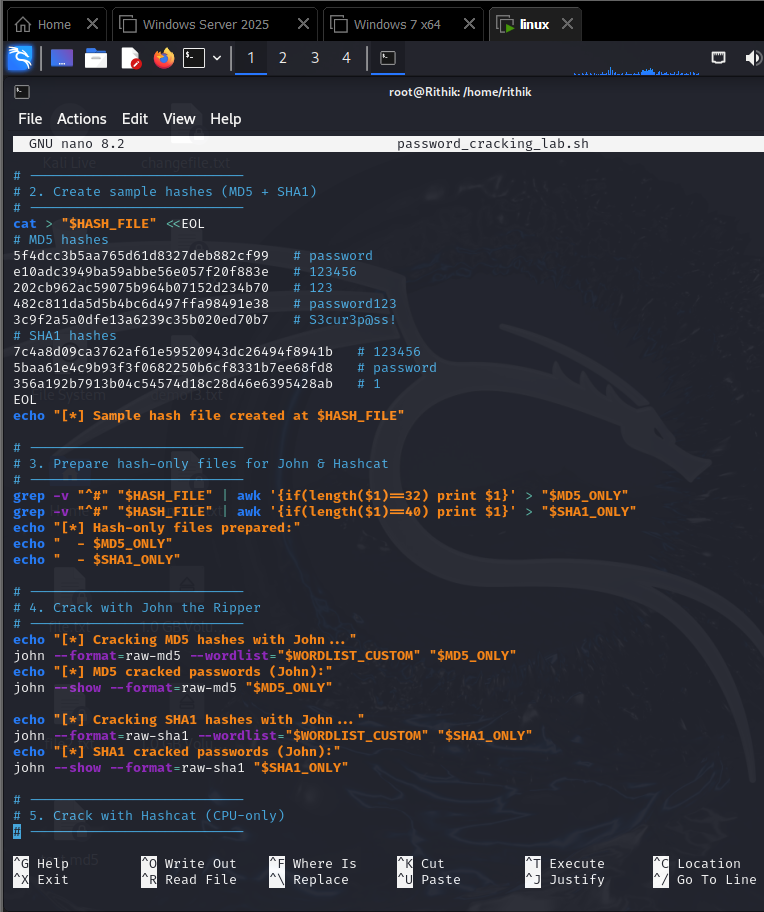 Home
Windows Server 2025
Windows 7 x64
linux
1 2 3 4
root@Rithik: /home/rithik
File Actions Edit View Help
GNU nano 8.2 password_cracking_lab.sh
Kali Live changefile.txt
# ---------------------------
# 2. Create sample hashes (MD5 + SHA1)
# ---------------------------
cat > "$HASH_FILE" <<EOL
# MD5 hashes
5f4dcc3b5aa765d61d8327deb882cf99 # password
e10adc3949ba59abbe56e057f20f883e # 123456
202cb962ac59075b964b07152d234b70 # 123
482c811da5d5b4bc6d497ffa98491e38 # password123
3c9f2a5a0dfe13a6239c35b020ed70b7 # S3cur3p@ss!
# SHA1 hashes
7c4a8d09ca3762af61e59520943dc26494f8941b # 123456
5baa61e4c9b93f3f0682250b6cf8331b7ee68fd8 # password
356a192b7913b04c54574d18c28d46e6395428ab # 1
EOL
echo "[*] Sample hash file created at $HASH_FILE"
# ---------------------------
# 3. Prepare hash-only files for John & Hashcat
# ---------------------------
grep -v "^#" "$HASH_FILE" | awk '{if(length($1)==32) print $1}' > "$MD5_ONLY"
grep -v "^#" "$HASH_FILE" | awk '{if(length($1)==40) print $1}' > "$SHA1_ONLY"
echo "[*] Hash-only files prepared:"
echo "  - $MD5_ONLY"
echo "  - $SHA1_ONLY"
# ---------------------------
# 4. Crack with John the Ripper
# ---------------------------
echo "[*] Cracking MD5 hashes with John..."
john --format=raw-md5 --wordlist="$WORDLIST_CUSTOM" "$MD5_ONLY"
echo "[*] MD5 cracked passwords (John):"
john --show --format=raw-md5 "$MD5_ONLY"
echo "[*] Cracking SHA1 hashes with John..."
john --format=raw-sha1 --wordlist="$WORDLIST_CUSTOM" "$SHA1_ONLY"
echo "[*] SHA1 cracked passwords (John):"
john --show --format=raw-sha1 "$SHA1_ONLY"
# ---------------------------
# 5. Crack with Hashcat (CPU-only)
# ---------------------------
^G Help ^O Write Out ^F Where Is ^K Cut ^T Execute ^C Location
^X Exit ^R Read File ^\ Replace ^U Paste ^J Justify ^/ Go To Line